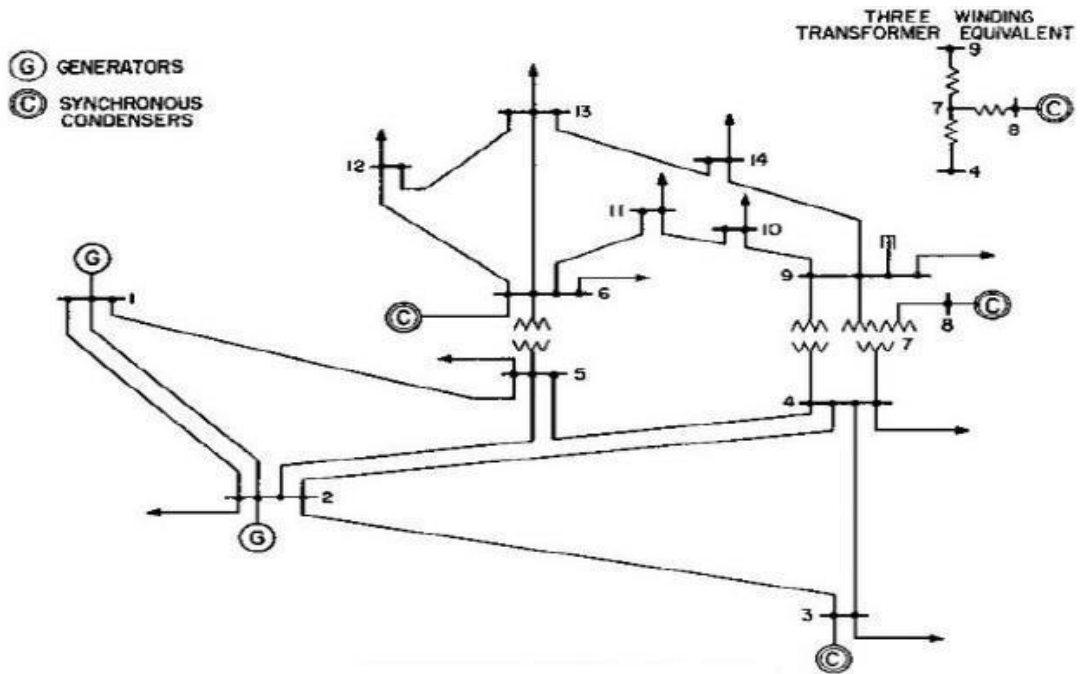 THREE WINDING
TRANSFORMER EQUIVALENT
9
7
8
C
4
G GENERATORS
C SYNCHRONOUS
CONDENSERS
13
12
14
11
10
G
1
9
6
8
C
C
7
5
4
2
G
3
C